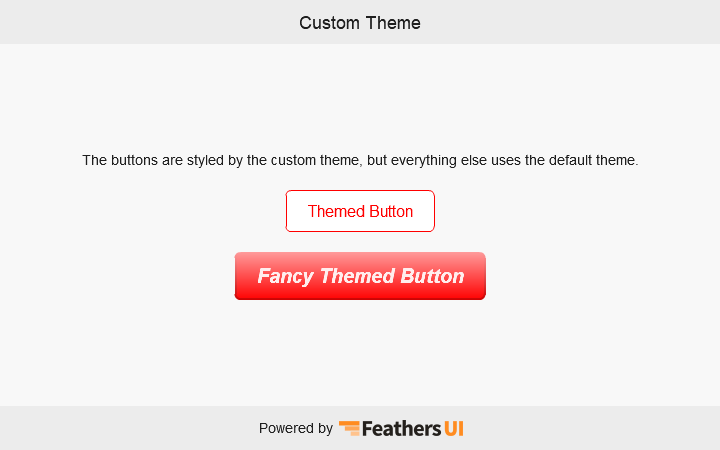 Custom Theme
The buttons are styled by the custom theme, but everything else uses the default theme.
Themed Button
Fancy Themed Button
Powered by Feathers UI